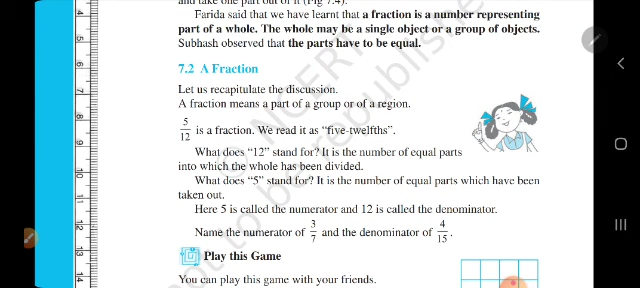 Farida said that we have learnt that a fraction is a number representing
part of a whole. The whole may be a single object or a group of objects.
Subhash observed that the parts have to be equal.
7.2 A Fraction
Let us recapitulate the discussion.
A fraction means a part of a group or of a region.
5/12 is a fraction. We read it as “five-twelfths”.
What does “12” stand for? It is the number of equal parts
into which the whole has been divided.
What does “5” stand for? It is the number of equal parts which have been
taken out.
Here 5 is called the numerator and 12 is called the denominator.
Name the numerator of 3/7 and the denominator of 4/15.
Play this Game
You can play this game with your friends.